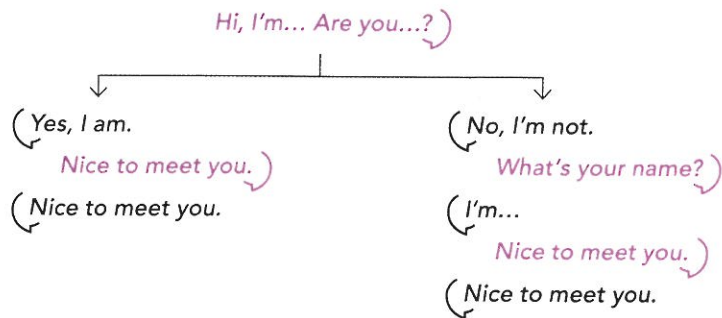 Hi, I'm... Are you...?
Yes, I am.
Nice to meet you.
Nice to meet you.
No, I'm not.
What's your name?
I'm...
Nice to meet you.
Nice to meet you.